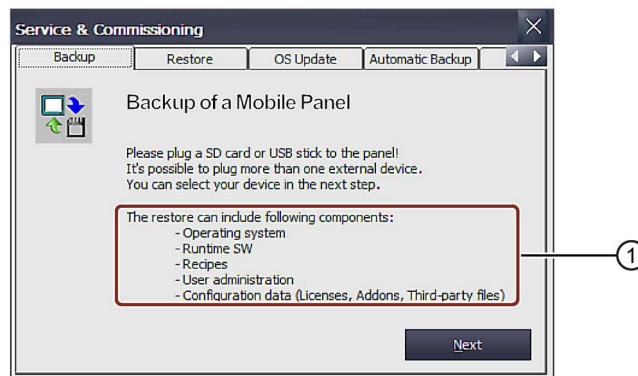 Service & Commissioning
Backup
Restore
OS Update
Automatic Backup
Backup of a Mobile Panel
Please plug a SD card or USB stick to the panel!
It's possible to plug more than one external device.
You can select your device in the next step.
The restore can include following components:
- Operating system
- Runtime SW
- Recipes
- User administration
- Configuration data (Licenses, Addons, Third-party files)
1
Next